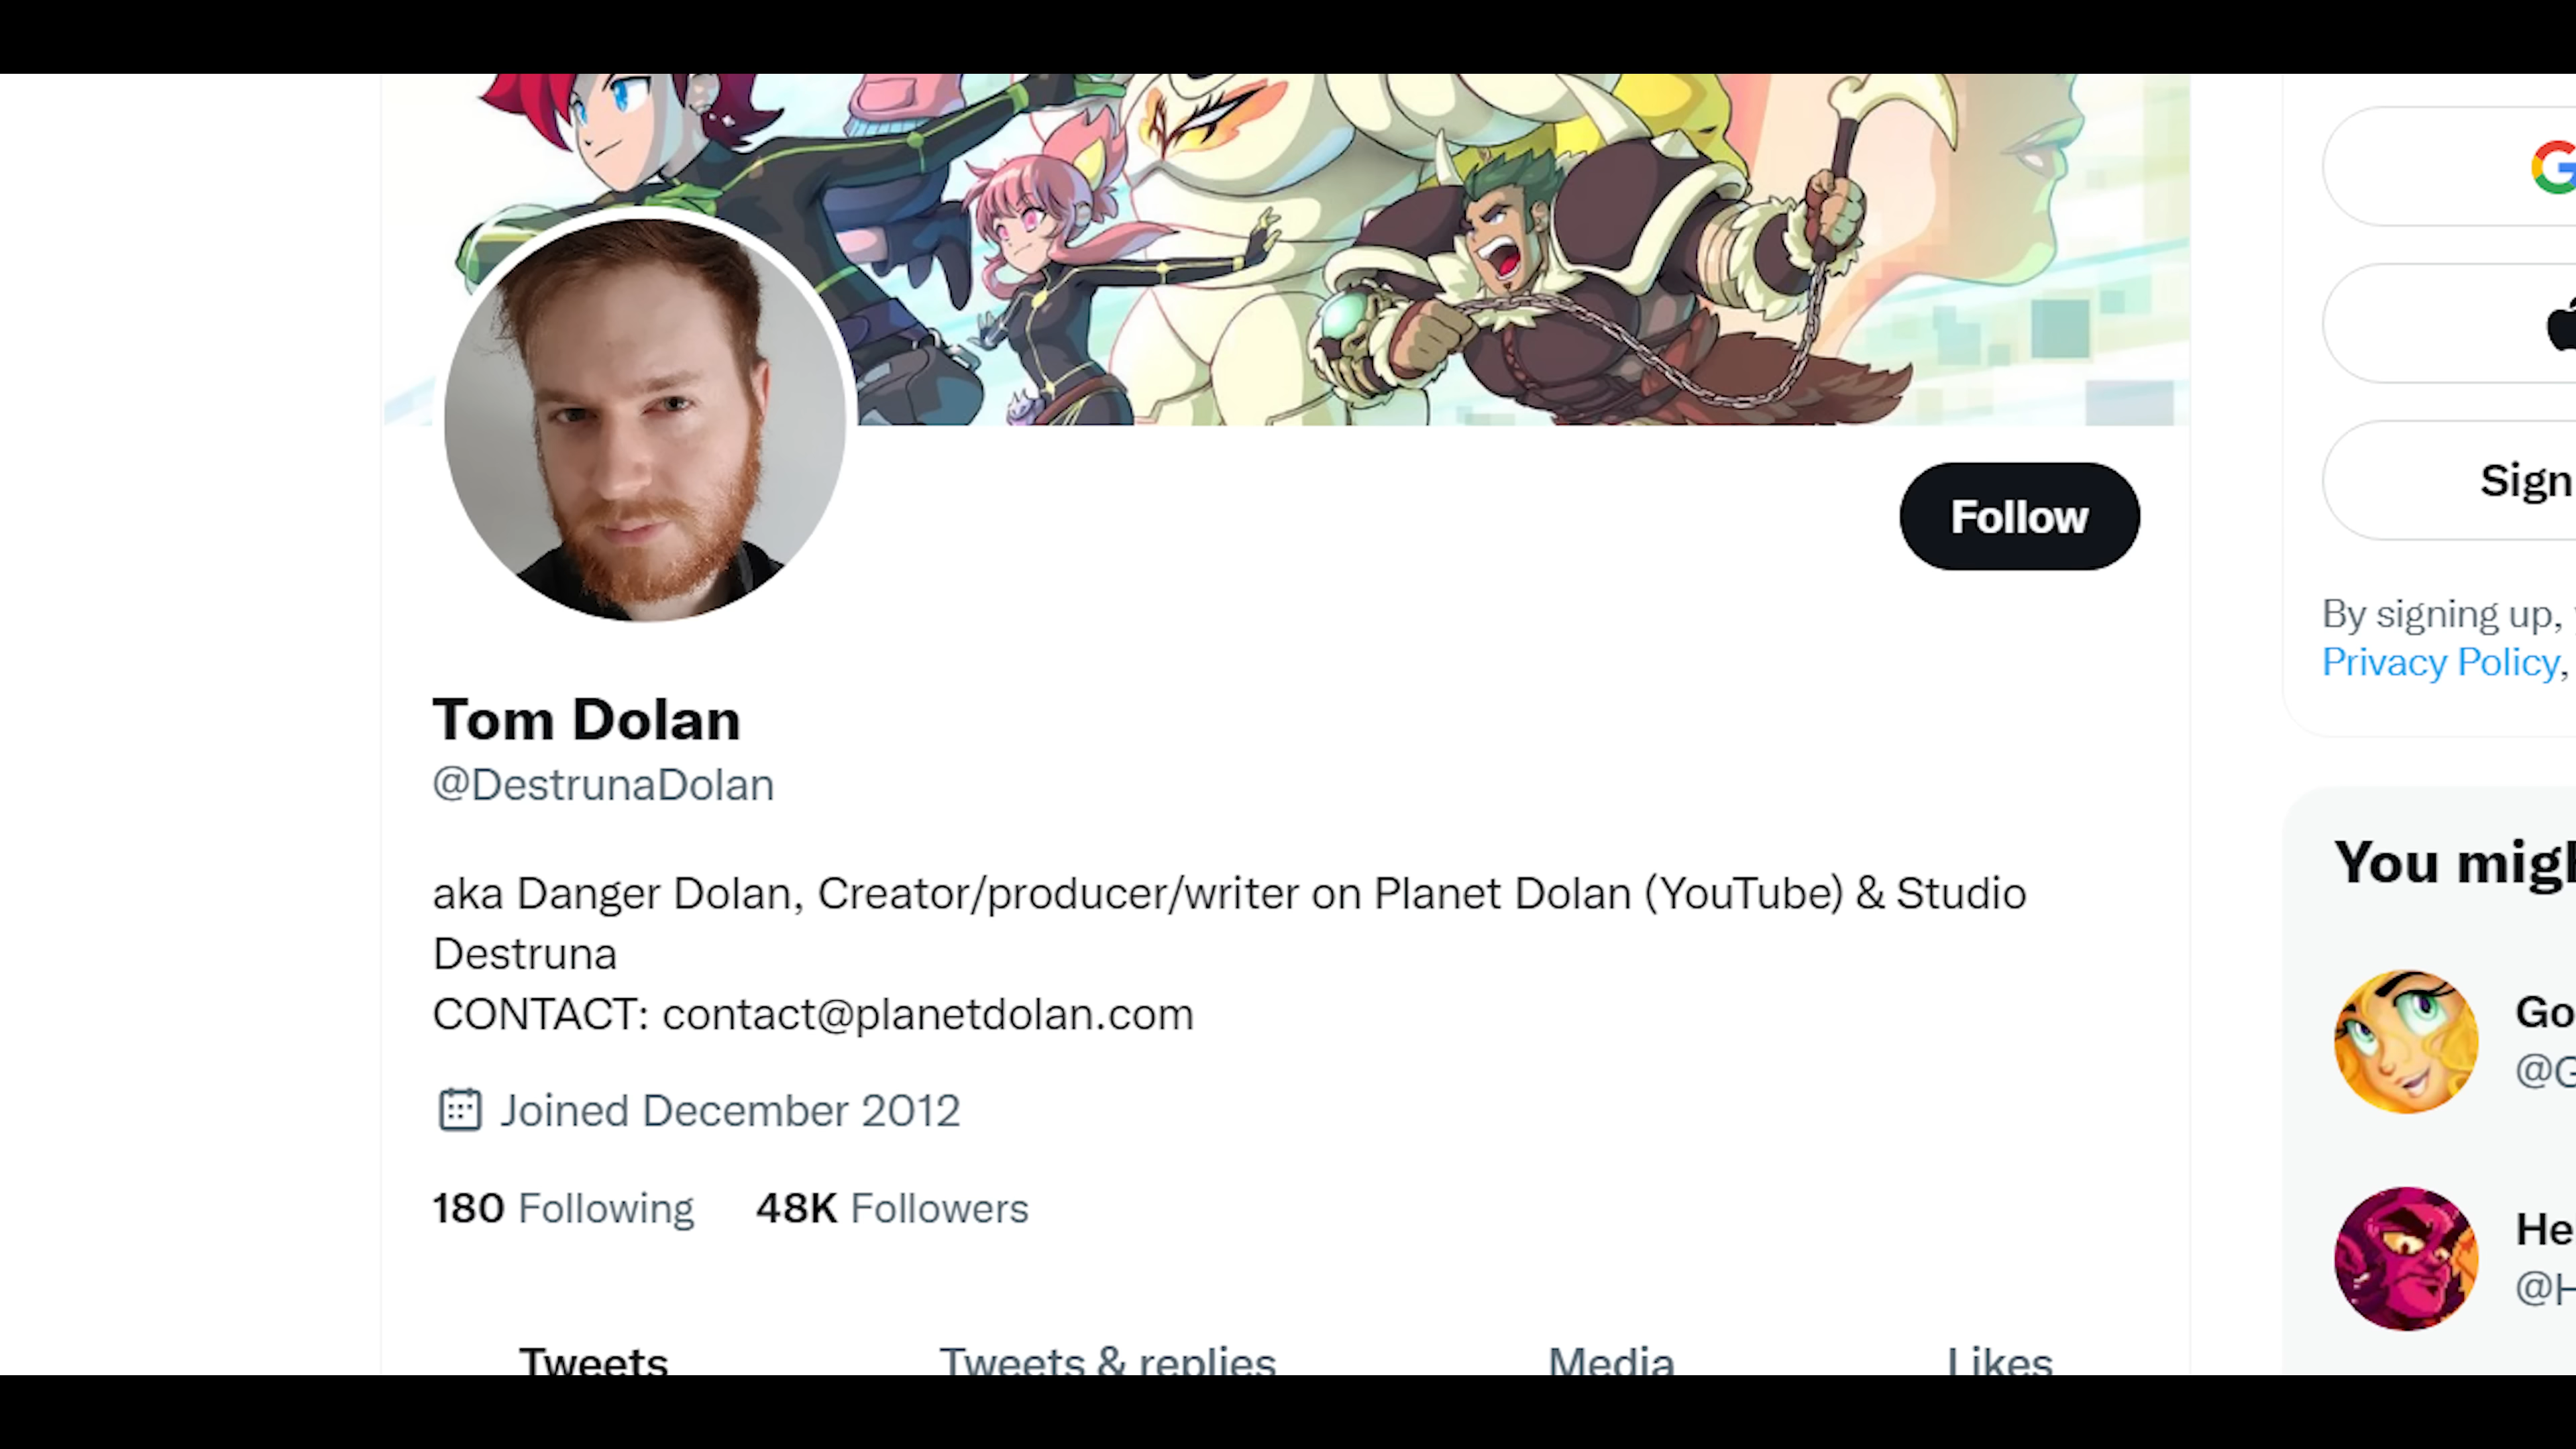 Follow
Tom Dolan
@DestrunaDolan
aka Danger Dolan, Creator/producer/writer on Planet Dolan (YouTube) & Studio
Destruna
CONTACT: contact@planetdolan.com
Joined December 2012
180 Following 48K Followers
Tweets Tweets & replies Media Likes
Sign
By signing up,
Privacy Policy,
You migh
Go
@G
He
@H